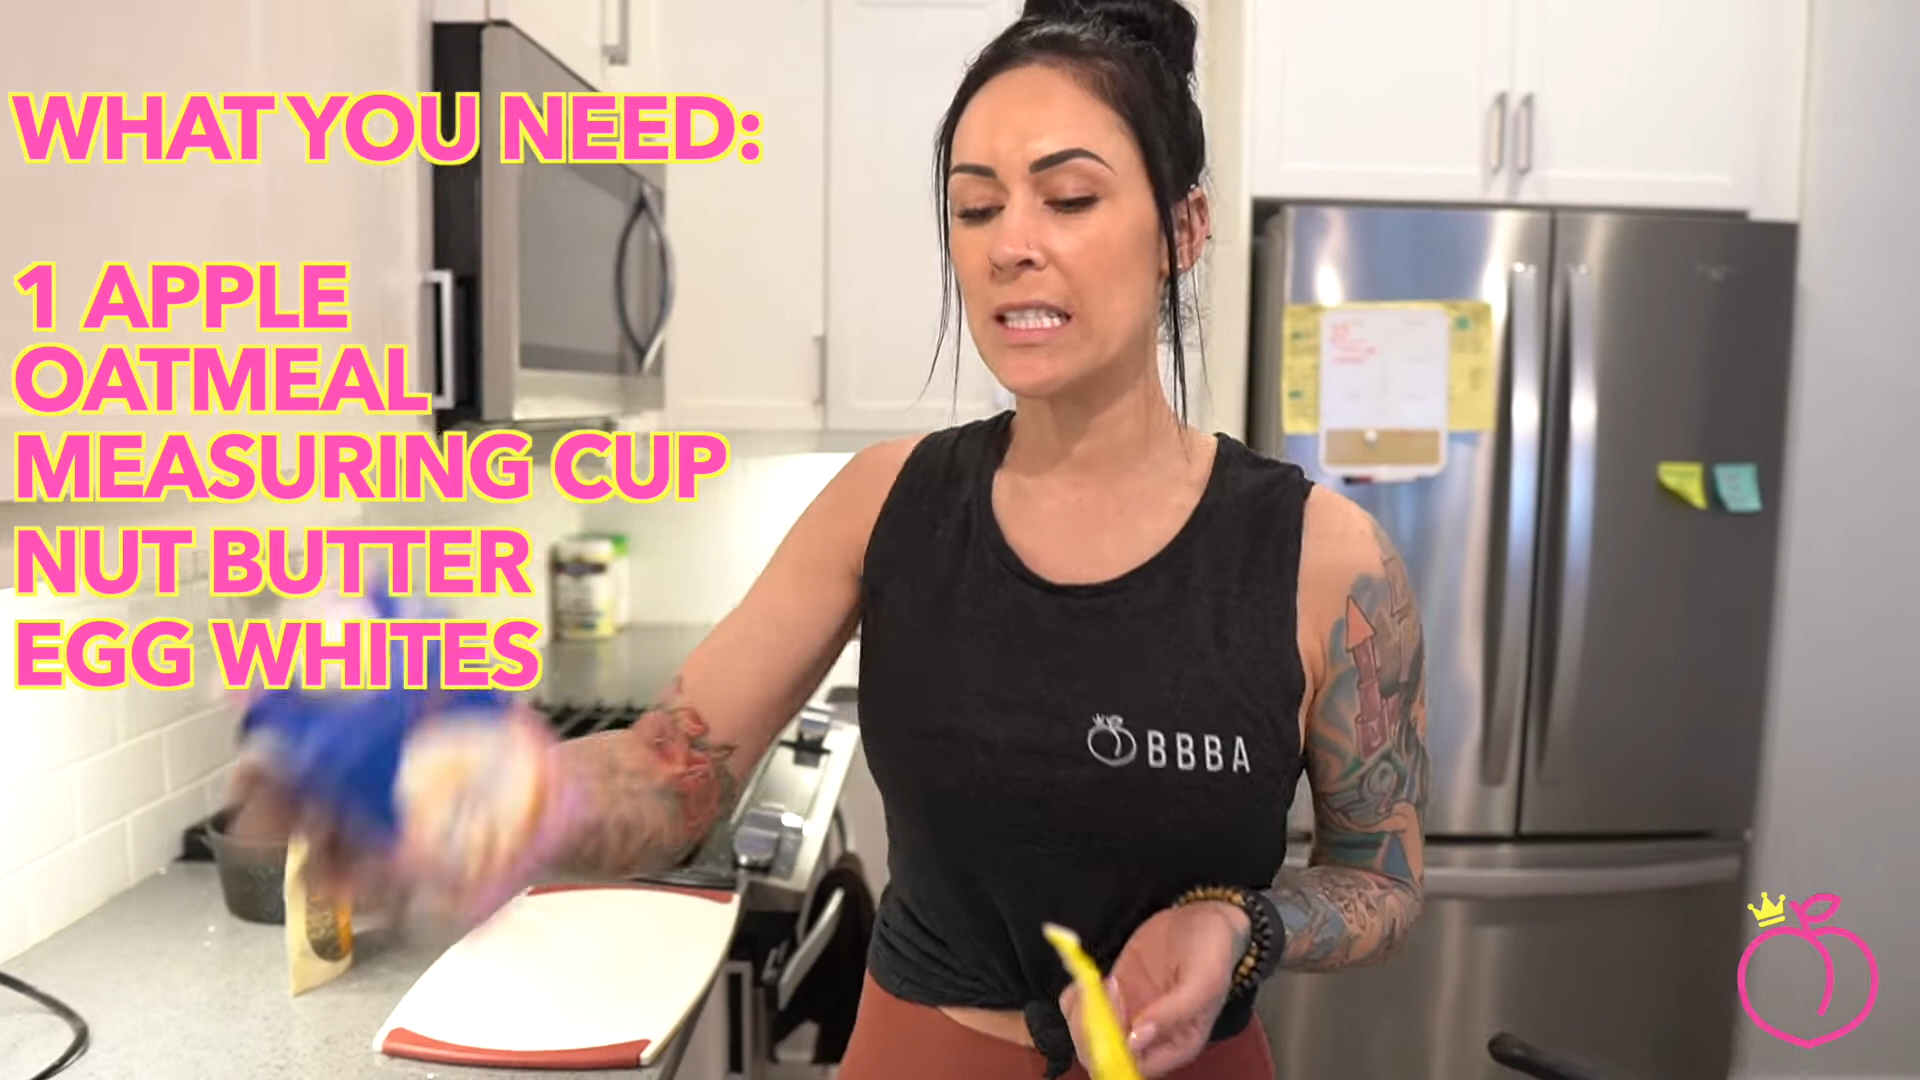 WHAT YOU NEED:
1 APPLE
OATMEAL
MEASURING CUP
NUT BUTTER
EGG WHITES
BBBA